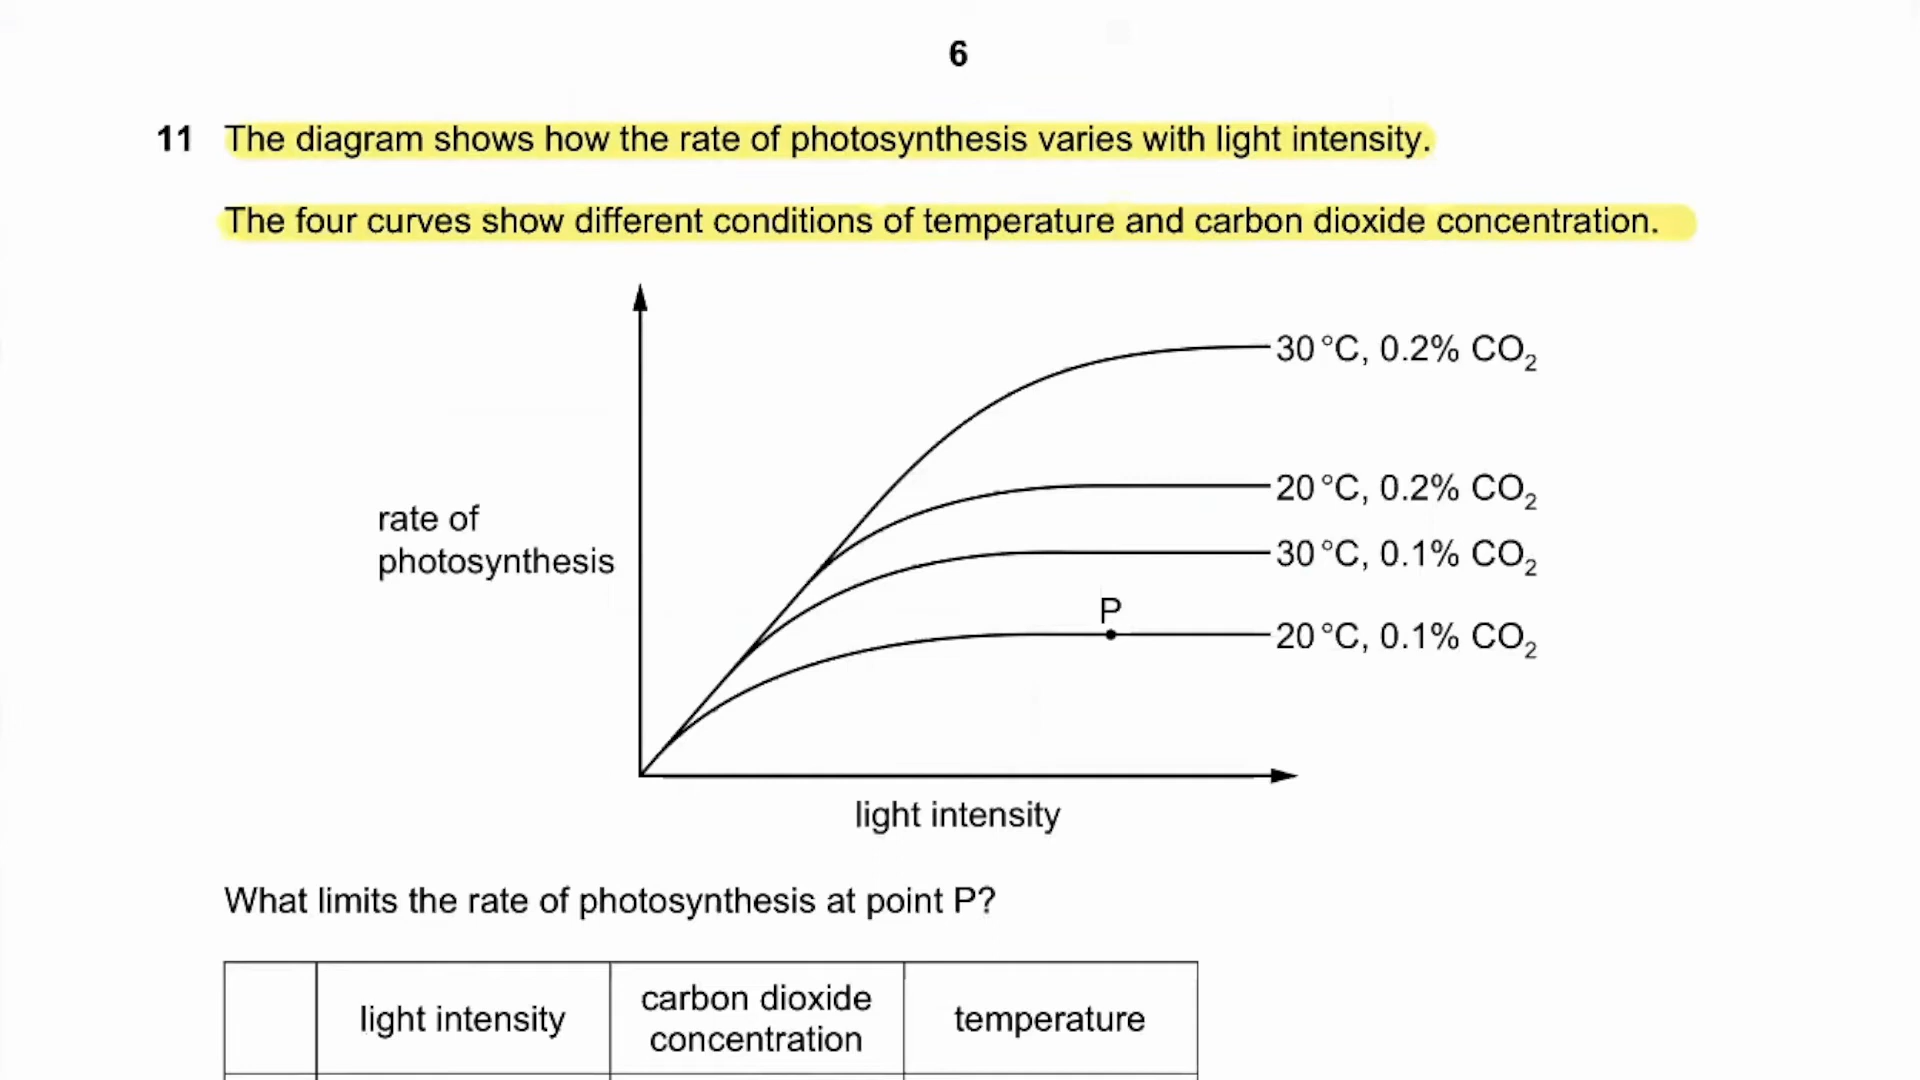 6
11 The diagram shows how the rate of photosynthesis varies with light intensity.
The four curves show different conditions of temperature and carbon dioxide concentration.
30 °C, 0.2% CO₂
20 °C, 0.2% CO₂
rate of
photosynthesis
30 °C, 0.1% CO₂
P
20 °C, 0.1% CO₂
light intensity
What limits the rate of photosynthesis at point P?
light intensity
carbon dioxide
concentration
temperature